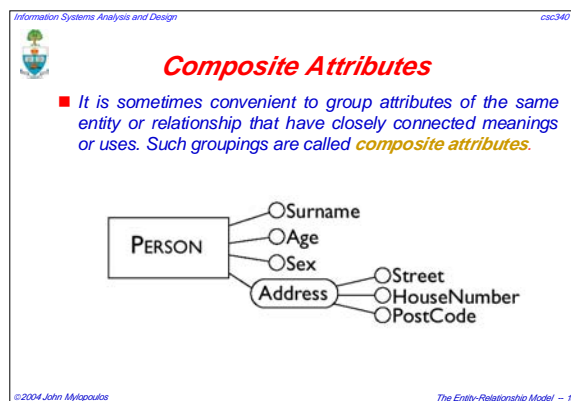 Information Systems Analysis and Design
csc340
Composite Attributes
It is sometimes convenient to group attributes of the same
entity or relationship that have closely connected meanings
or uses. Such groupings are called composite attributes.
PERSON
Surname
Age
Sex
Address
Street
HouseNumber
PostCode
©2004 John Mylopoulos
The Entity-Relationship Model -- 1